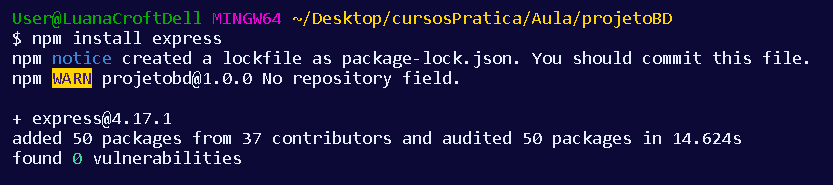 User@LuanaCroftDell MINGW64 ~/Desktop/cursosPratica/Aula/projetoBD
$ npm install express
npm notice created a lockfile as package-lock.json. You should commit this file.
npm WARN projetobd@1.0.0 No repository field.
+ express@4.17.1
added 50 packages from 37 contributors and audited 50 packages in 14.624s
found 0 vulnerabilities